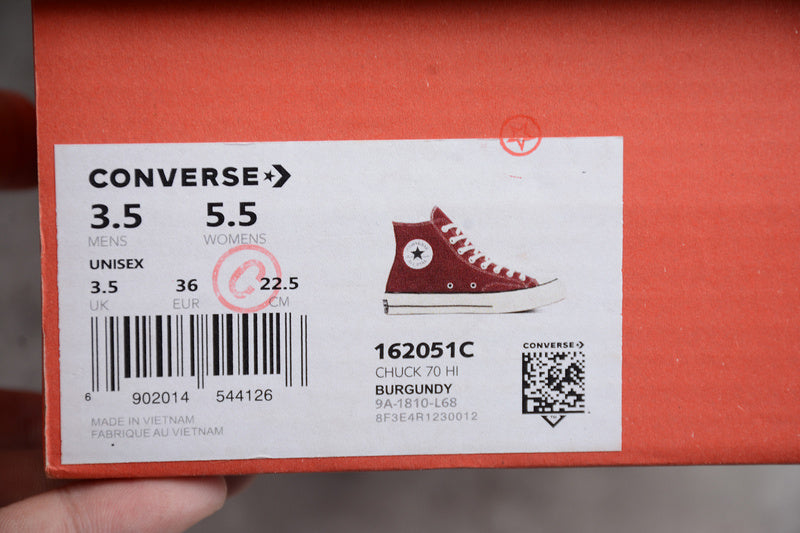 CONVERSE
3.5 5.5
MENS WOMENS
UNISEX
3.5 36 22.5
UK EUR CM
6 902014 544126
MADE IN VIETNAM
FABRIQUE AU VIETNAM
162051C
CHUCK 70 HI
BURGUNDY
9A-1810-L68
8F3E4R1230012
CONVERSE
TM